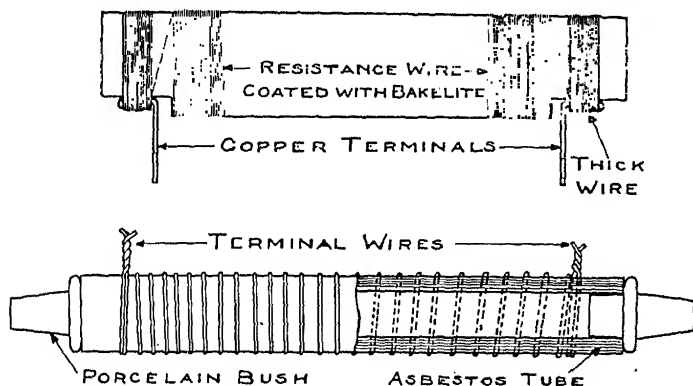 RESISTANCE WIRE
COATED WITH BAKELITE
COPPER TERMINALS
THICK
WIRE
TERMINAL WIRES
PORCELAIN BUSH
ASBESTOS TUBE